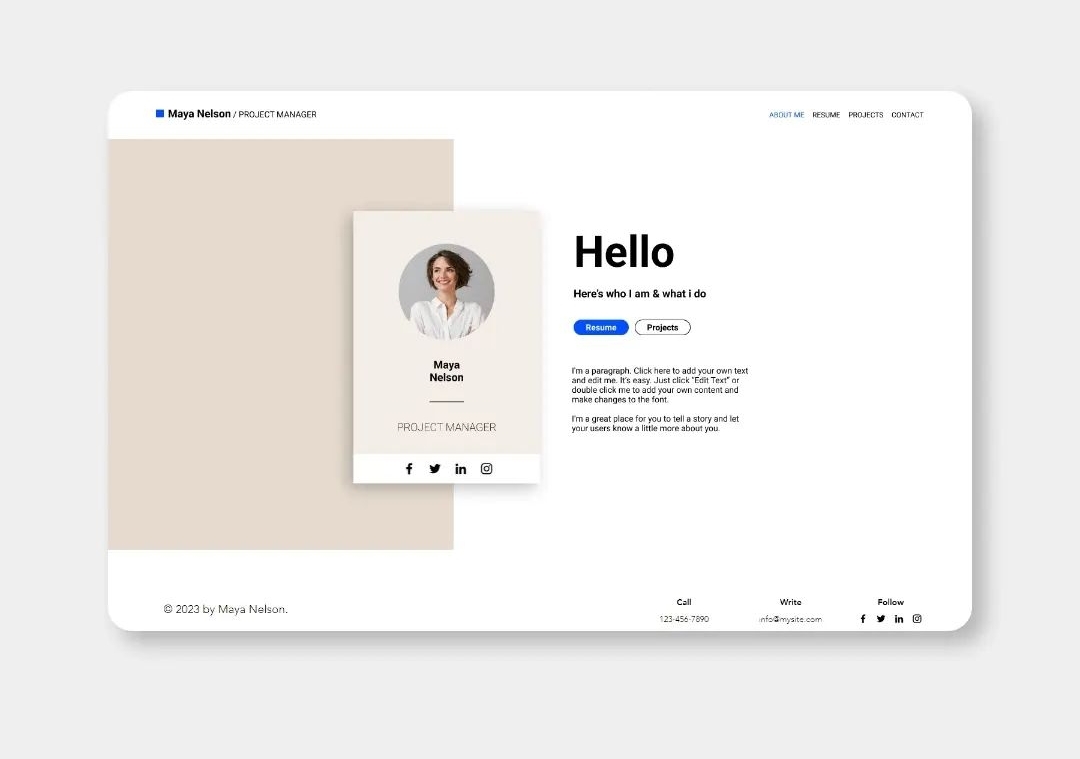 Maya Nelson / PROJECT MANAGER
ABOUT ME RESUME PROJECTS CONTACT
Maya
Nelson
PROJECT MANAGER
Hello
Here's who I am & what i do
Resume Projects
I'm a paragraph. Click here to add your own text
and edit me. It's easy. Just click "Edit Text" or
double click me to add your own content and
make changes to the font.
I'm a great place for you to tell a story and let
your users know a little more about you.
© 2023 by Maya Nelson.
Call
123-456-7890
Write
info@mysite.com
Follow